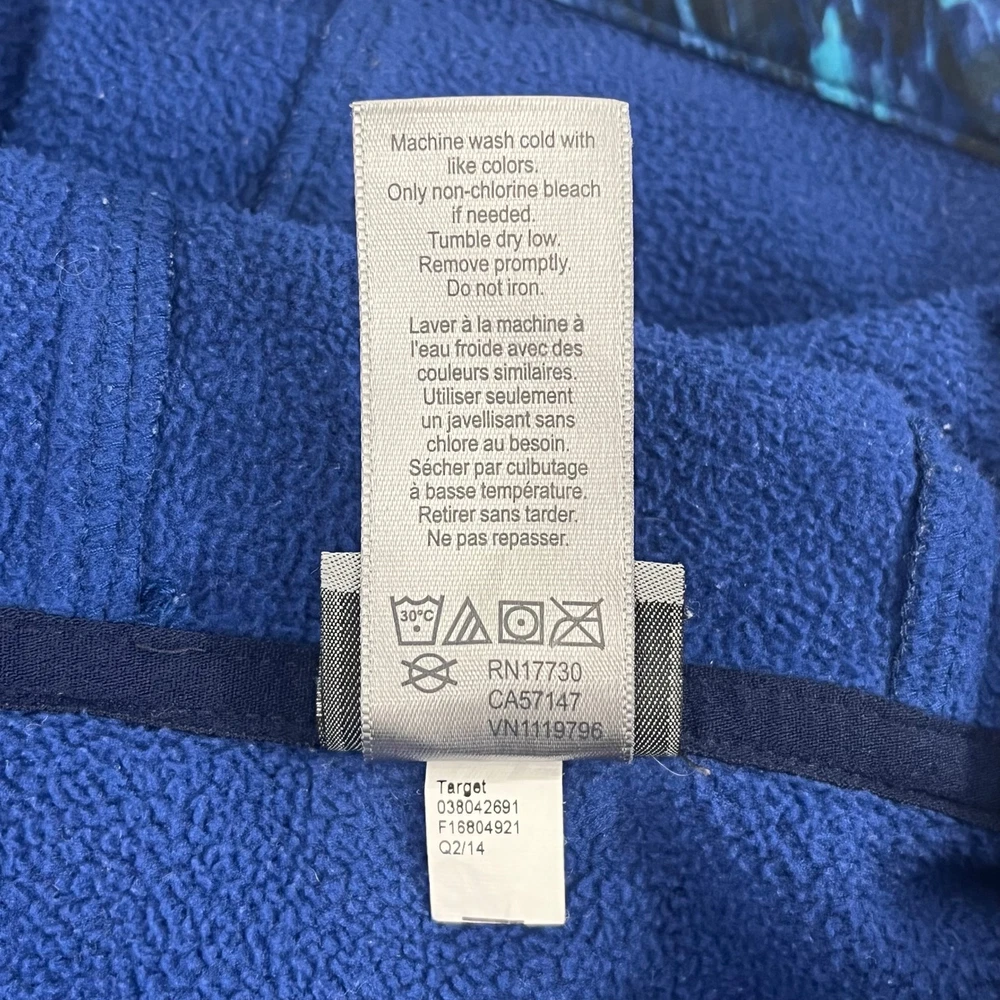 Machine wash cold with
like colors.
Only non-chlorine bleach
if needed.
Tumble dry low.
Remove promptly.
Do not iron.
Laver à la machine à
l'eau froide avec des
couleurs similaires.
Utiliser seulement
un javellisant sans
chlore au besoin.
Sécher par culbutage
à basse température.
Retirer sans tarder.
Ne pas repasser.
30°C
RN17730
CA57147
VN1119796
Target
038042691
F16804921
Q2/14